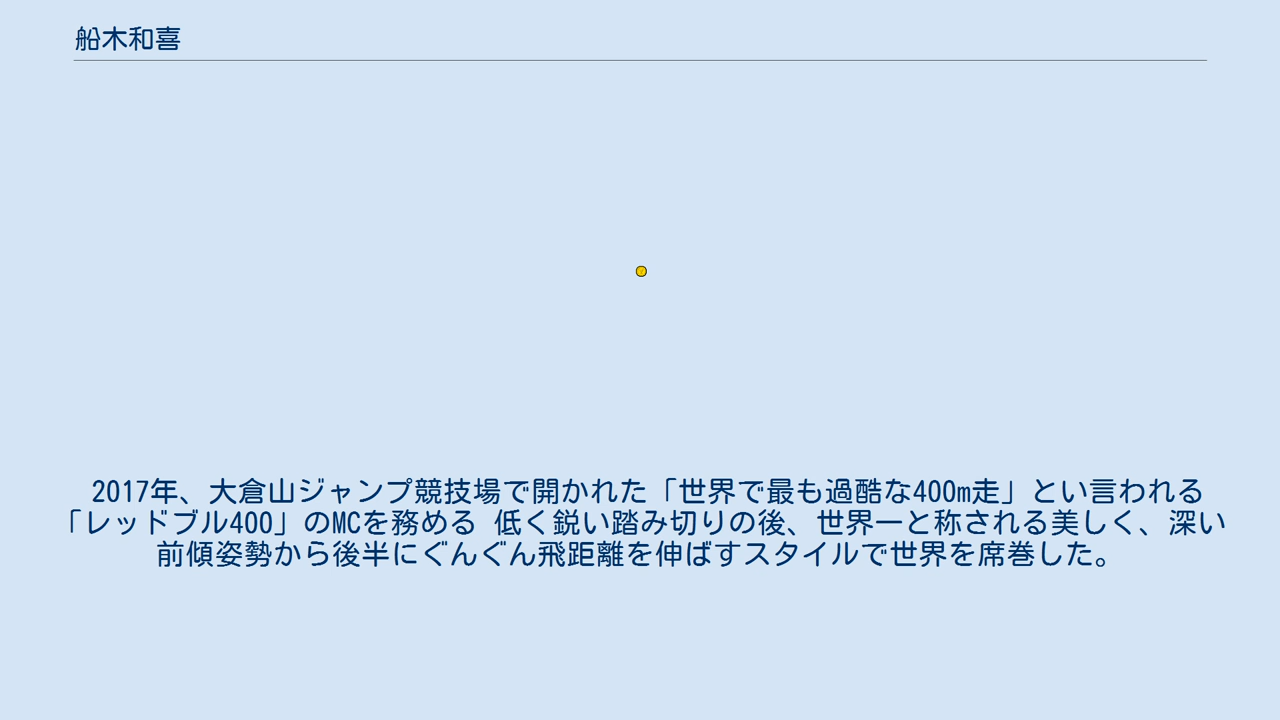 船木和喜
2017年、大倉山ジャンプ競技場で開かれた「世界で最も過酷な400m走」とい言われる
「レッドブル400」のMCを務める 低く鋭い踏み切りの後、世界一と称される美しく、深い
前傾姿勢から後半にぐんぐん飛距離を伸ばすスタイルで世界を席巻した。